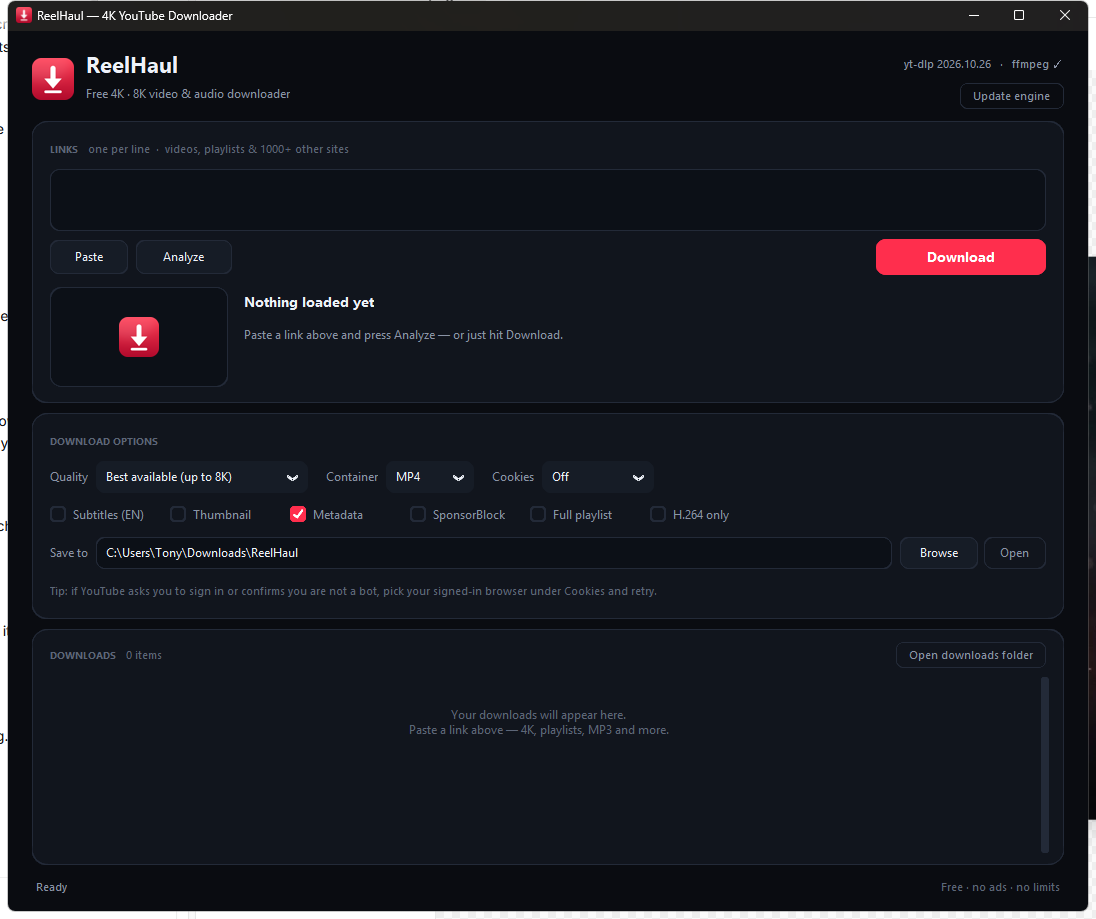 ReelHaul — 4K YouTube Downloader
ReelHaul
Free 4K · 8K video & audio downloader
yt-dlp 2026.10.26 · ffmpeg ✓
Update engine
LINKS one per line · videos, playlists & 1000+ other sites
Paste Analyze Download
Nothing loaded yet
Paste a link above and press Analyze — or just hit Download.
DOWNLOAD OPTIONS
Quality Best available (up to 8K) Container MP4 Cookies Off
Subtitles (EN) Thumbnail Metadata SponsorBlock Full playlist H.264 only
Save to C:\Users\Tony\Downloads\ReelHaul Browse Open
Tip: if YouTube asks you to sign in or confirms you are not a bot, pick your signed-in browser under Cookies and retry.
DOWNLOADS 0 items Open downloads folder
Your downloads will appear here.
Paste a link above — 4K, playlists, MP3 and more.
Ready Free · no ads · no limits